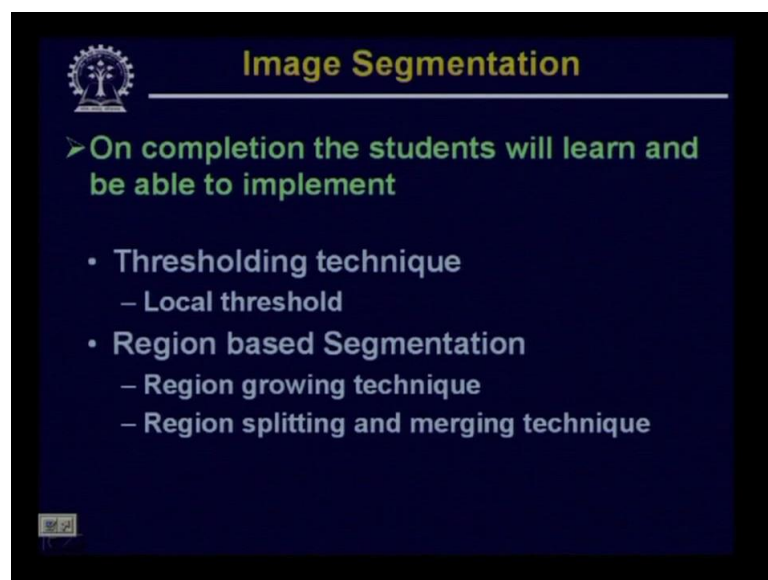 Image Segmentation
➢On completion the students will learn and
be able to implement
• Thresholding technique
– Local threshold
• Region based Segmentation
– Region growing technique
– Region splitting and merging technique